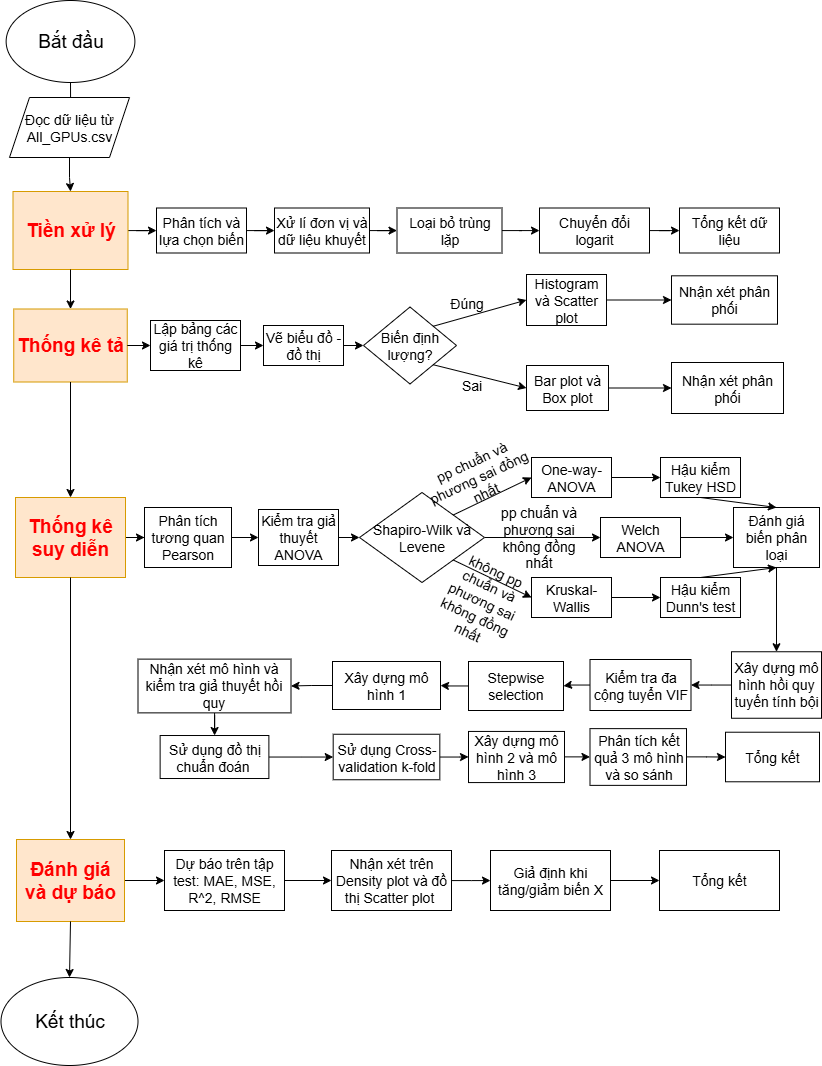 Bắt đầu
Đọc dữ liệu từ
All_GPUs.csv
Tiền xử lý
Phân tích và
lựa chọn biến
Xử lí đơn vị và
dữ liệu khuyết
Loại bỏ trùng
lặp
Chuyển đổi
logarit
Tổng kết dữ
liệu
Thống kê tả
Lập bảng các
giá trị thống
kê
Vẽ biểu đồ -
đồ thị
Biến định
lượng?
Đúng
Histogram
và Scatter
plot
Nhận xét phân
phối
Sai
Bar plot và
Box plot
Nhận xét phân
phối
Thống kê
suy diễn
Phân tích
tương quan
Pearson
Kiểm tra giả
thuyết
ANOVA
Shapiro-Wilk và
Levene
pp chuẩn và
phương sai đồng
nhất
One-way-
ANOVA
Hậu kiểm
Tukey HSD
pp chuẩn và
phương sai
không đồng
nhất
Welch
ANOVA
không pp
chuẩn và
phương sai
không đồng
nhất
Kruskal-
Wallis
Hậu kiểm
Dunn's test
Đánh giá
biến phân
loại
Xây dựng mô
hình hồi quy
tuyến tính bội
Kiểm tra đa
cộng tuyến VIF
Stepwise
selection
Xây dựng mô
hình 1
Nhận xét mô hình và
kiểm tra giả thuyết hồi
quy
Sử dụng đồ thị
chuẩn đoán
Sử dụng Cross-
validation k-fold
Xây dựng mô
hình 2 và mô
hình 3
Phân tích kết
quả 3 mô hình
và so sánh
Tổng kết
Đánh giá
và dự báo
Dự báo trên tập
test: MAE, MSE,
R^2, RMSE
Nhận xét trên
Density plot và đồ
thị Scatter plot
Giả định khi
tăng/giảm biến X
Tổng kết
Kết thúc